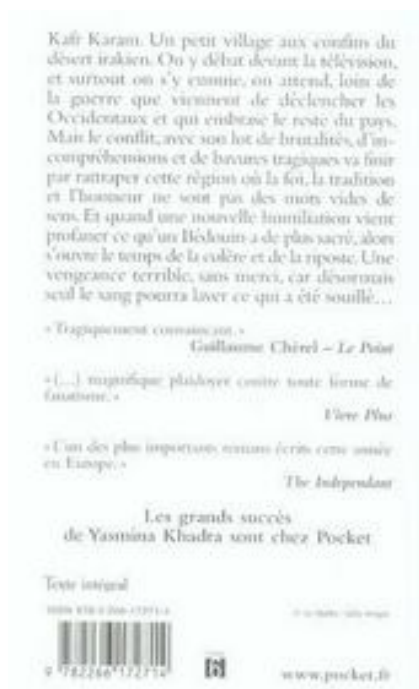 Kafr Karam. Un petit village aux confins du
désert irakien. On y débat devant la télévision,
et surtout on s'y ennuie, on attend, loin de
la guerre que viennent de déclencher les
Occidentaux et qui embrase le reste du pays.
Mais le conflit, avec son lot de brutalités, d'in-
compréhensions et de bavures tragiques va finir
par rattraper cette région où la foi, la tradition
et l'honneur ne sont pas des mots vides de
sens. Et quand une nouvelle humiliation vient
profaner ce qu'un Bédouin a de plus sacré, alors
s'ouvre le temps de la colère et de la riposte. Une
vengeance terrible, sans merci, car désormais
seul le sang pourra laver ce qui a été souillé...
« Tragiquement convaincant. »
Guillaume Chérel – Le Point
« (...) magnifique plaidoyer contre toute forme de
fanatisme. »
Vivre Plus
« L'un des plus importants romans écrits cette année
en Europe. »
The Independent
Les grands succès
de Yasmina Khadra sont chez Pocket
Texte intégral
9 782266 172714
www.pocket.fr